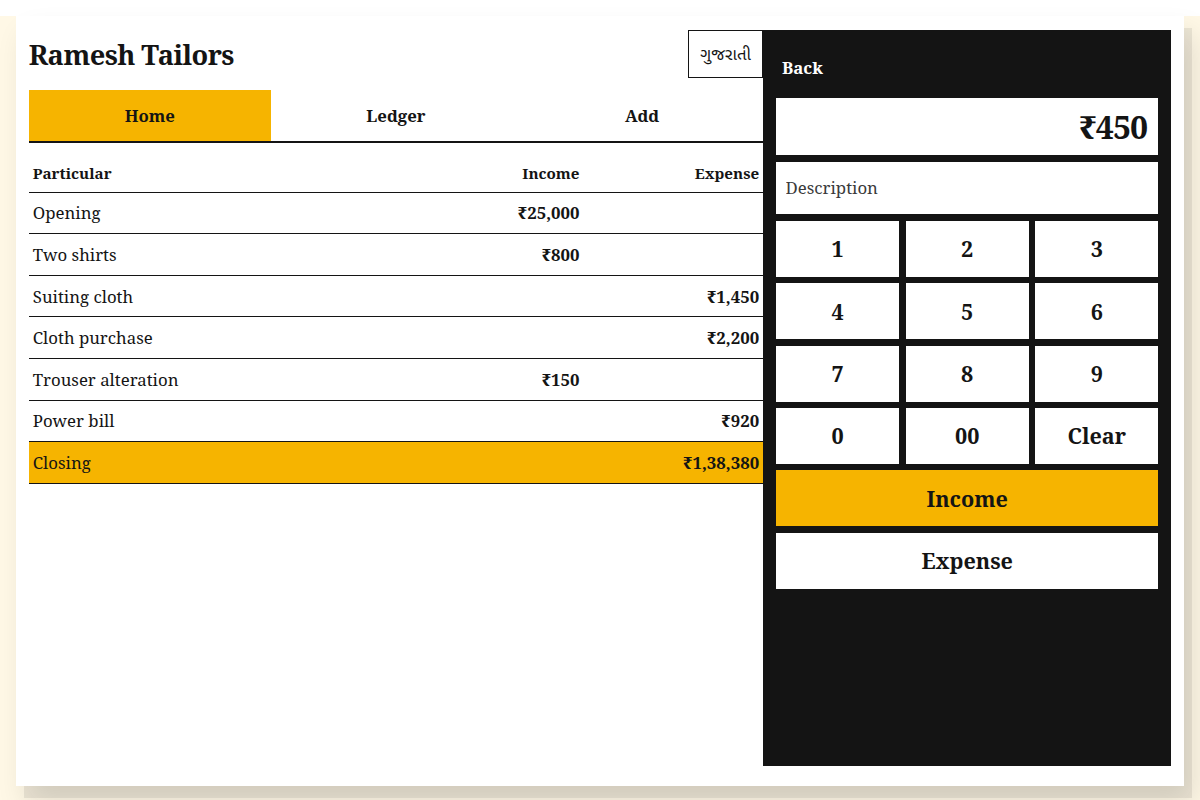 Ramesh Tailors
ગુજરાતી
Home Ledger Add
Particular Income Expense
Opening ₹25,000
Two shirts ₹800
Suiting cloth ₹1,450
Cloth purchase ₹2,200
Trouser alteration ₹150
Power bill ₹920
Closing ₹1,38,380
Back
₹450
Description
1 2 3
4 5 6
7 8 9
0 00 Clear
Income
Expense